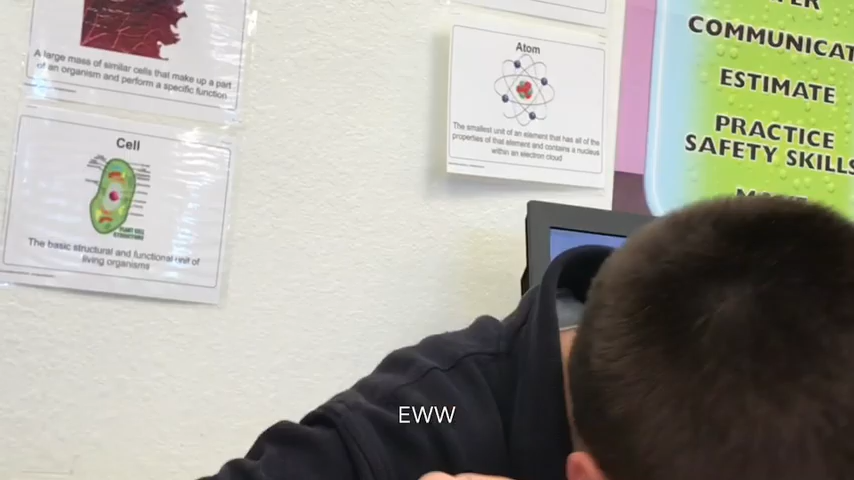 A large mass of similar cells that make up a part
of an organism and perform a specific function
Cell
The basic structural and functional unit of
living organisms
Atom
The smallest unit of an element that has all of the
properties of that element and contains a nucleus
within an electron cloud
COMMUNICAT
ESTIMATE
PRACTICE
SAFETY SKILLS
EWW